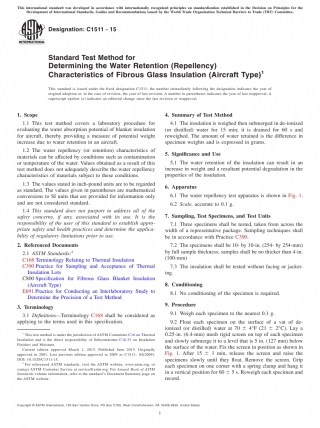 This international standard was developed in accordance with internationally recognized principles on standardization established in the Decision on Principles for the
Development of International Standards, Guides and Recommendations issued by the World Trade Organization Technical Barriers to Trade (TBT) Committee.
Designation: C1511 − 15
INTERNATIONAL
Standard Test Method for
Determining the Water Retention (Repellency)
Characteristics of Fibrous Glass Insulation (Aircraft Type)1
This standard is issued under the fixed designation C1511; the number immediately following the designation indicates the year of
original adoption or, in the case of revision, the year of last revision. A number in parentheses indicates the year of last reapproval. A
superscript epsilon (ε) indicates an editorial change since the last revision or reapproval.
1. Scope
1.1 This test method covers a laboratory procedure for
evaluating the water absorption potential of blanket insulation
for aircraft, thereby providing a measure of potential weight
increase due to water retention in an aircraft.
1.2 The water repellency (or retention) characteristics of
materials can be affected by conditions such as contamination
or temperature of the water. Values obtained as a result of this
test method does not adequately describe the water repellency
characteristics of materials subject to these conditions.
1.3 The values stated in inch-pound units are to be regarded
as standard. The values given in parentheses are mathematical
conversions to SI units that are provided for information only
and are not considered standard.
1.4 This standard does not purport to address all of the
safety concerns, if any, associated with its use. It is the
responsibility of the user of this standard to establish appro-
priate safety and health practices and determine the applica-
bility of regulatory limitations prior to use.
2. Referenced Documents
2.1 ASTM Standards:2
C168 Terminology Relating to Thermal Insulation
C390 Practice for Sampling and Acceptance of Thermal
Insulation Lots
C800 Specification for Fibrous Glass Blanket Insulation
(Aircraft Type)
E691 Practice for Conducting an Interlaboratory Study to
Determine the Precision of a Test Method
3. Terminology
3.1 Definitions—Terminology C168 shall be considered as
applying to the terms used in this specification.
1 This test method is under the jurisdiction of ASTM Committee C16 on Thermal
Insulation and is the direct responsibility of Subcommittee C16.23 on Insulation
Current edition approved March 1, 2015. Published June 2015. Originally
approved in 2001. Last previous edition approved in 2009 as C1511
2 For referenced ASTM standards, visit the ASTM website, www.astm.org, or
contact ASTM Customer Service at service@astm.org. For Annual Book of ASTM
Standards volume information, refer to the standard's Document Summary page on
the ASTM website.
4. Summary of Test Method
4.1 The insulation is weighed then submerged in de-ionized
(or distilled) water for 15 min; it is drained for 60 s and
reweighed. The amount of water retained is the difference in
specimen weights and is expressed in grams.
5. Significance and Use
5.1 The water retention of the insulation can result in an
increase in weight and a resultant potential degradation in the
properties of the insulation.
6. Apparatus
6.1 The water repellency test apparatus is shown in Fig. 1.
6.2 Scale, accurate to 0.1 g.
7. Sampling, Test Specimens, and Test Units
7.1 Three specimens shall be tested, taken from across the
width of a representative package. Sampling techniques shall
be in accordance with Practice C390.
7.2 The specimens shall be 10- by 10-in. (254- by 254-mm)
by full sample thickness; samples shall be no thicker than 4-in.
(100-mm).
7.3 The insulation shall be tested without facing or jacket-
ing.
8. Conditioning
8.1 No conditioning of the specimen is required.
9. Procedure
9.1 Weigh each specimen to the nearest 0.1 g.
9.2 Float each specimen on the surface of a vat of de-
ionized (or distilled) water at 70 ± 4°F (21 ± 2°C). Lay a
0.25-in. (6.4-mm) mesh rigid screen on top of each specimen
and slowly submerge it to a level that is 5 in. (127 mm) below
the surface of the water. Fix the screen in position as shown in
Fig. 1. After 15 ± 1 min, release the screen and raise the
specimens slowly until they float. Remove the screen. Grip
each specimen on one corner with a spring clamp and hang it
in a vertical position for 60 ± 5 s. Reweigh each specimen and
record.
Copyright © ASTM International, 100 Barr Harbor Drive, PO Box C700, West Conshohocken, PA 19428-2959. United States
1